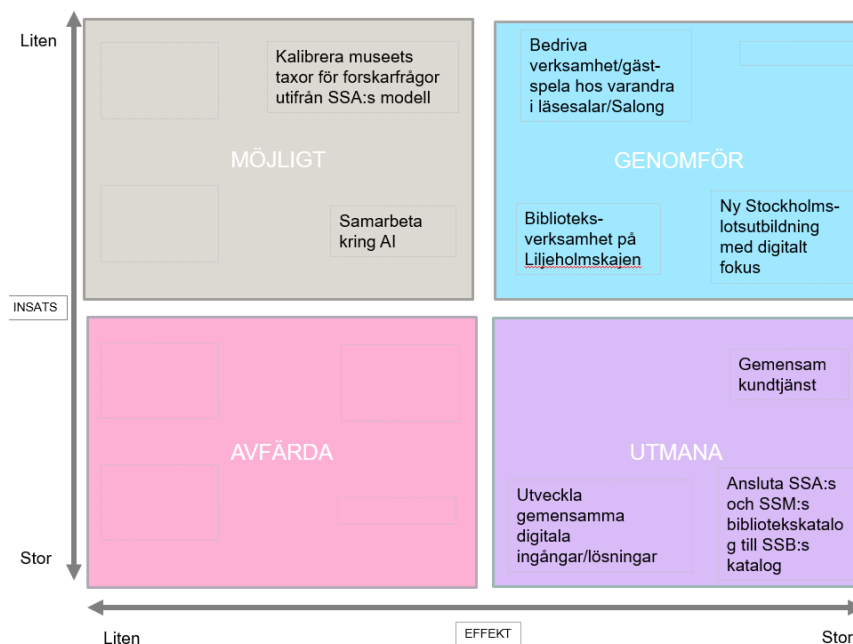 Liten
Kalibrera museets
taxor för forskarfrågor
utifrån SSA:s modell
MÖJLIGT
Samarbeta
kring AI
Bedriva
verksamhet/gäst-
spela hos varandra
i läsesalar/Salong
GENOMFÖR
Biblioteks-
verksamhet på
Liljeholmskajen
Ny Stockholms-
lotsutbildning
med digitalt
fokus
INSATS
AVFÄRDA
Gemensam
kundtjänst
UTMANA
Utveckla
gemensamma
digitala
ingångar/lösningar
Ansluta SSA:s
och SSM:s
bibliotekskatalo
g till SSB:s
katalog
Stor
Liten
EFFEKT
Stor